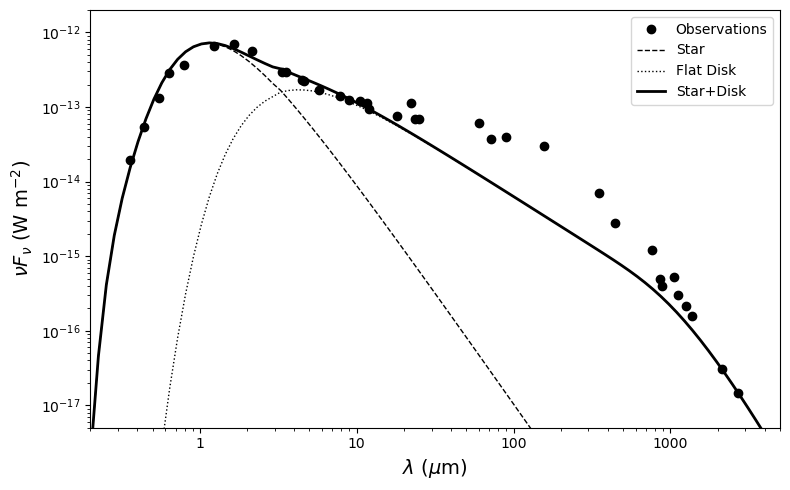 Observations
Star
Flat Disk
Star+Disk
10⁻¹²
10⁻¹³
10⁻¹⁴
10⁻¹⁵
10⁻¹⁶
10⁻¹⁷
νFᵥ (W m⁻²)
1 10 100 1000
λ (μm)